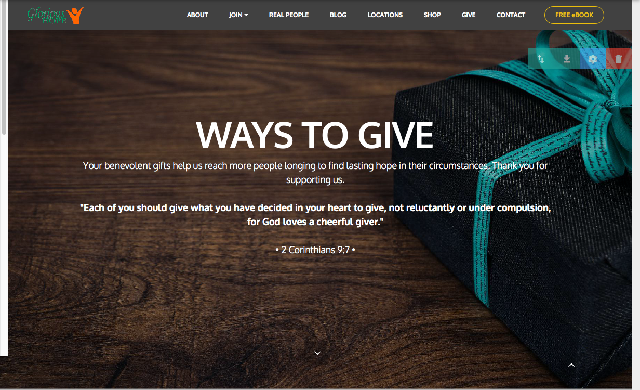 ABOUT
JOIN
REAL PEOPLE
BLOG
LOCATIONS
SHOP
GIVE
CONTACT
FREE eBOOK
WAYS TO GIVE
Your benevolent gifts help us reach more people longing to find lasting hope in their circumstances. Thank you for
supporting us.
"Each of you should give what you have decided in your heart to give, not reluctantly or under compulsion,
for God loves a cheerful giver."
• 2 Corinthians 9:7 •